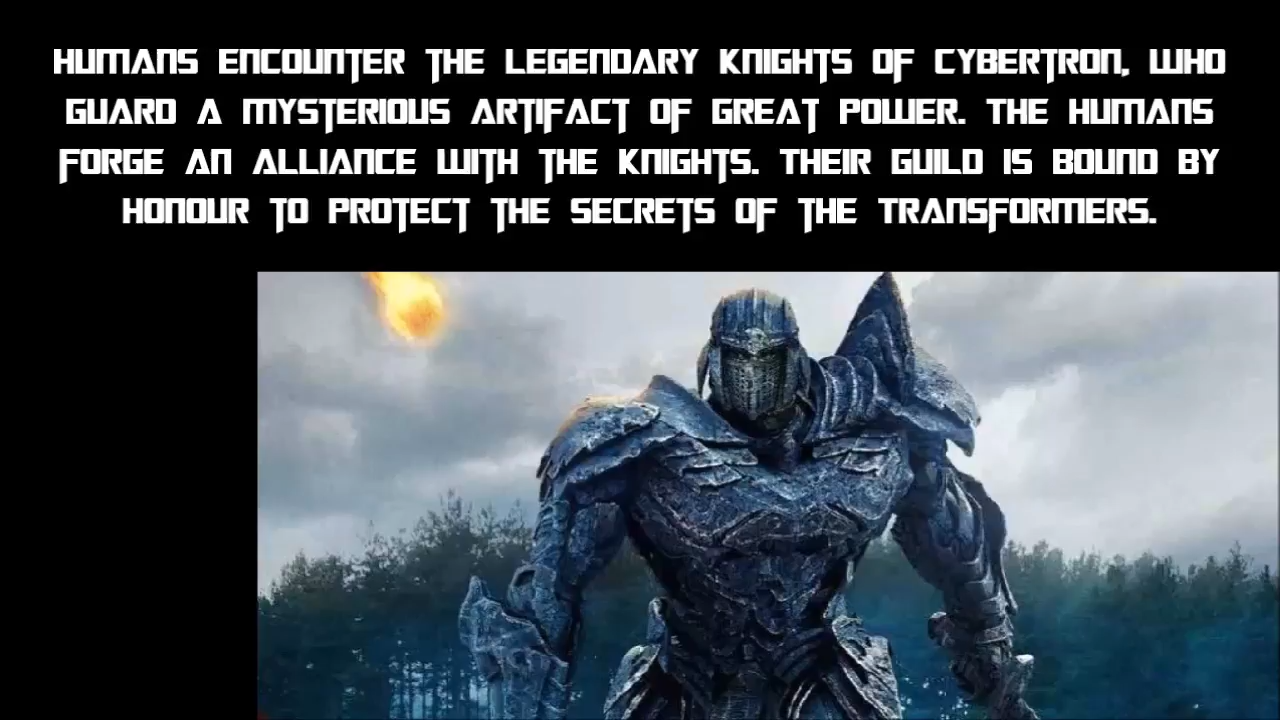 HUMANS ENCOUNTER THE LEGENDARY KNIGHTS OF CYBERTRON, WHO
GUARD A MYSTERIOUS ARTIFACT OF GREAT POWER. THE HUMANS
FORGE AN ALLIANCE WITH THE KNIGHTS. THEIR GUILD IS BOUND BY
HONOUR TO PROTECT THE SECRETS OF THE TRANSFORMERS.